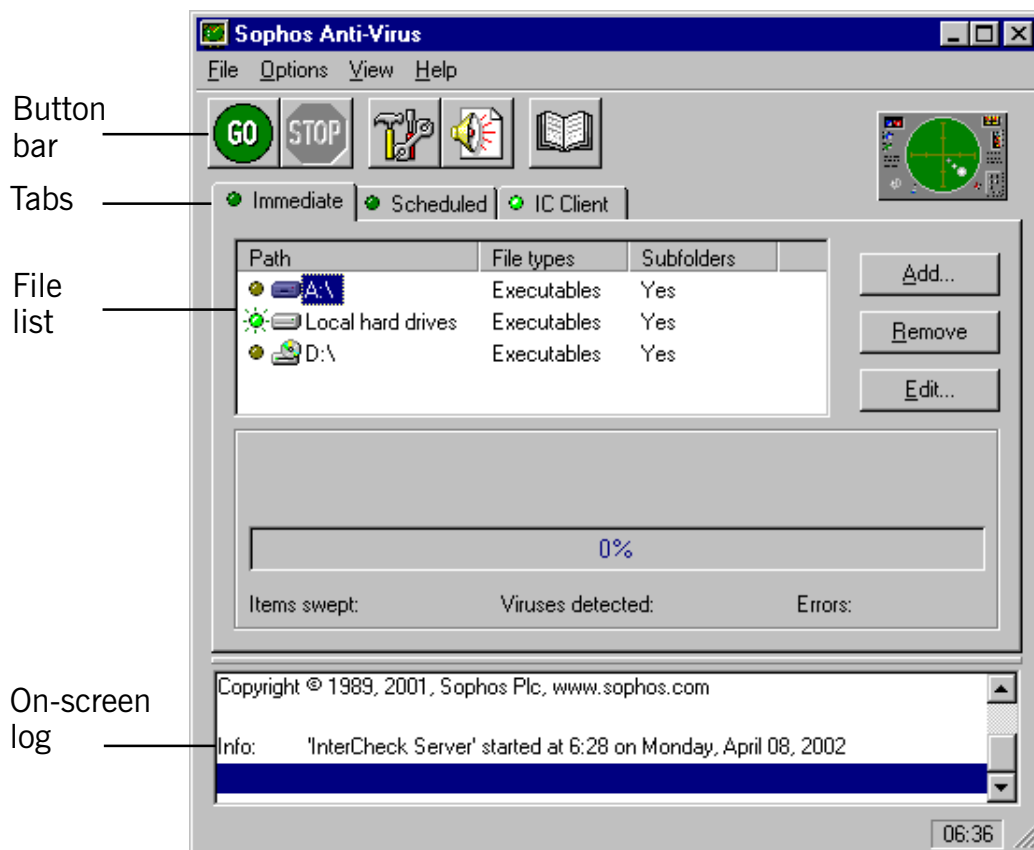 Sophos Anti-Virus
File Options View Help
Button
bar
GO STOP
Tabs
Immediate Scheduled IC Client
File
list
Path File types Subfolders
A:\ Executables Yes
Local hard drives Executables Yes
D:\ Executables Yes
Add...
Remove
Edit...
0%
Items swept: Viruses detected: Errors:
On-screen
log
Copyright © 1989, 2001, Sophos Plc, www.sophos.com
Info: 'InterCheck Server' started at 6:28 on Monday, April 08, 2002
06:36